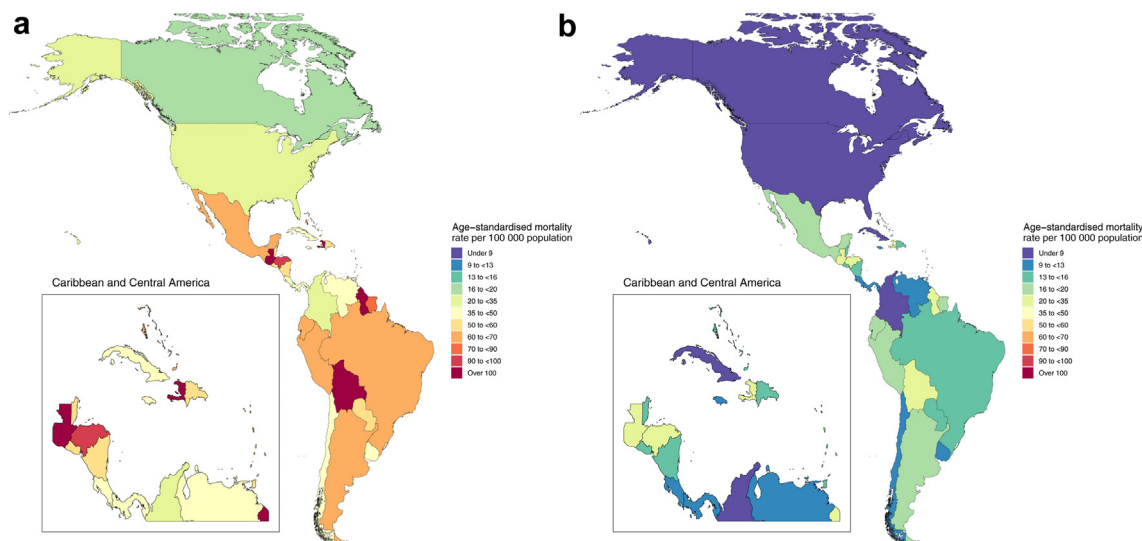 a
Age-standardised mortality
rate per 100 000 population
Under 9
9 to <13
13 to <16
16 to <20
20 to <35
35 to <50
50 to <60
60 to <70
70 to <90
90 to <100
Over 100
Caribbean and Central America
b
Age-standardised mortality
rate per 100 000 population
Under 9
9 to <13
13 to <16
16 to <20
20 to <35
35 to <50
50 to <60
60 to <70
70 to <90
90 to <100
Over 100
Caribbean and Central America